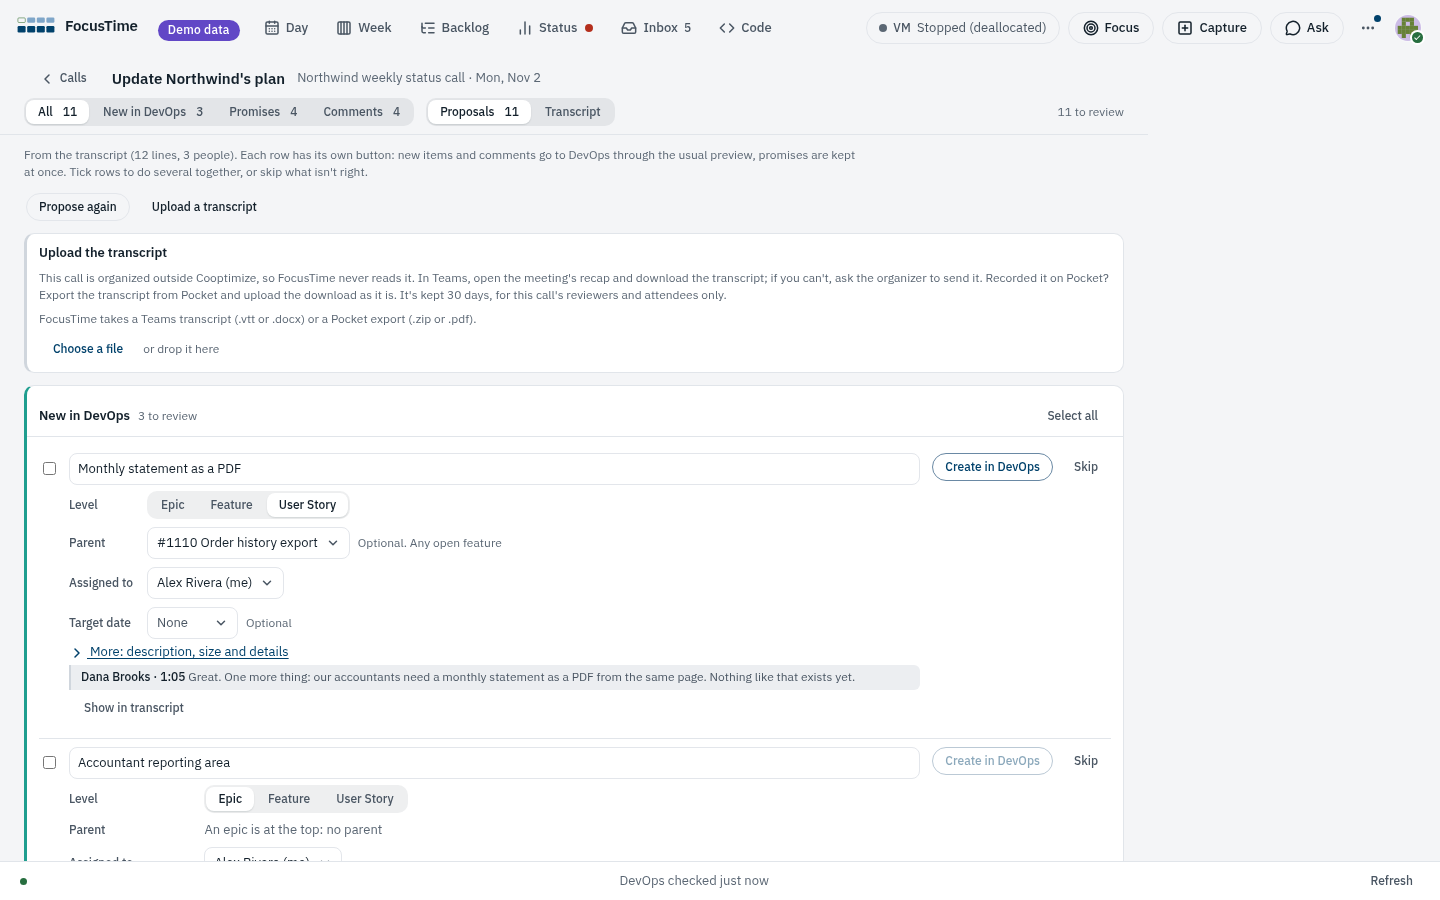 FocusTime
Demo data
Day
Week
Backlog
Status
Inbox 5
Code
VM Stopped (deallocated)
Focus
Capture
Ask
Calls
Update Northwind's plan
Northwind weekly status call · Mon, Nov 2
All 11
New in DevOps 3
Promises 4
Comments 4
Proposals 11
Transcript
11 to review
From the transcript (12 lines, 3 people). Each row has its own button: new items and comments go to DevOps through the usual preview, promises are kept
at once. Tick rows to do several together, or skip what isn't right.
Propose again
Upload a transcript
Upload the transcript
This call is organized outside Cooptimize, so FocusTime never reads it. In Teams, open the meeting's recap and download the transcript; if you can't, ask the organizer to send it. Recorded it on Pocket?
Export the transcript from Pocket and upload the download as it is. It's kept 30 days, for this call's reviewers and attendees only.
FocusTime takes a Teams transcript (.vtt or .docx) or a Pocket export (.zip or .pdf).
Choose a file
or drop it here
New in DevOps 3 to review
Select all
Monthly statement as a PDF
Create in DevOps
Skip
Level
Epic
Feature
User Story
Parent
#1110 Order history export
Optional. Any open feature
Assigned to
Alex Rivera (me)
Target date
None
Optional
More: description, size and details
Dana Brooks · 1:05 Great. One more thing: our accountants need a monthly statement as a PDF from the same page. Nothing like that exists yet.
Show in transcript
Accountant reporting area
Create in DevOps
Skip
Level
Epic
Feature
User Story
Parent
An epic is at the top: no parent
Assigned to
Alex Rivera (me)
DevOps checked just now
Refresh